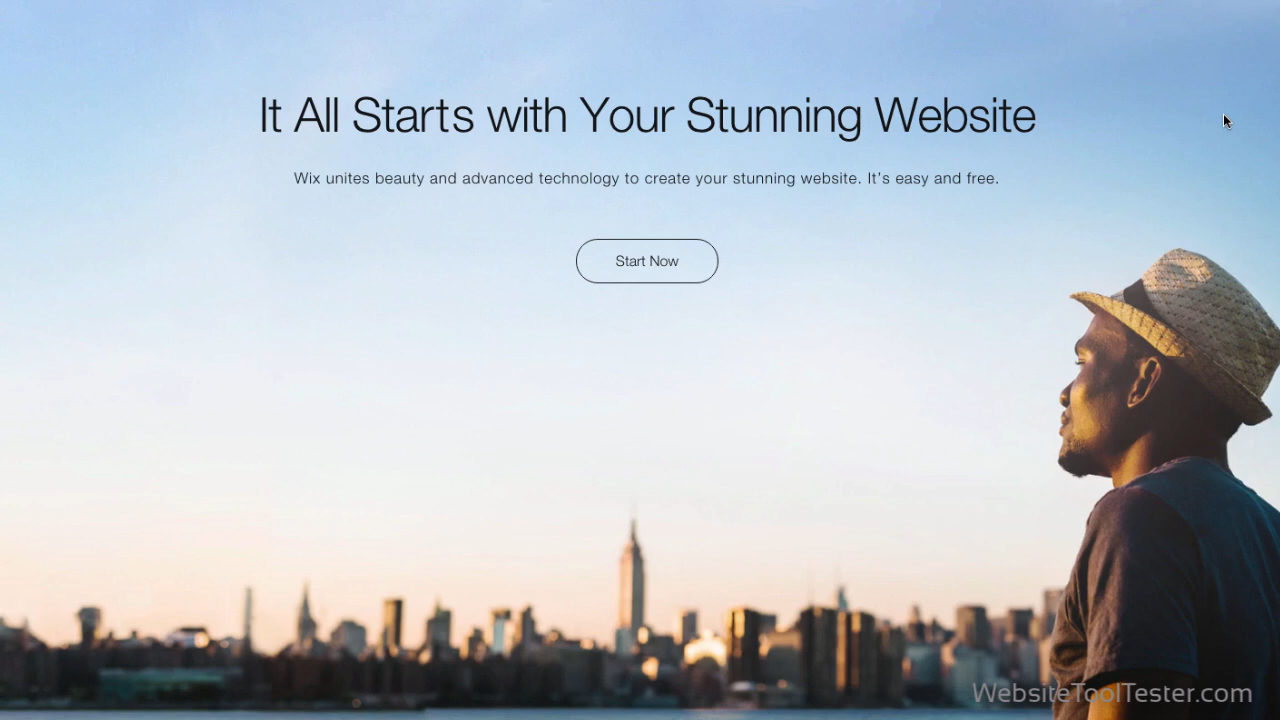 It All Starts with Your Stunning Website
Wix unites beauty and advanced technology to create your stunning website. It's easy and free.
Start Now
WebsiteToolTester.com